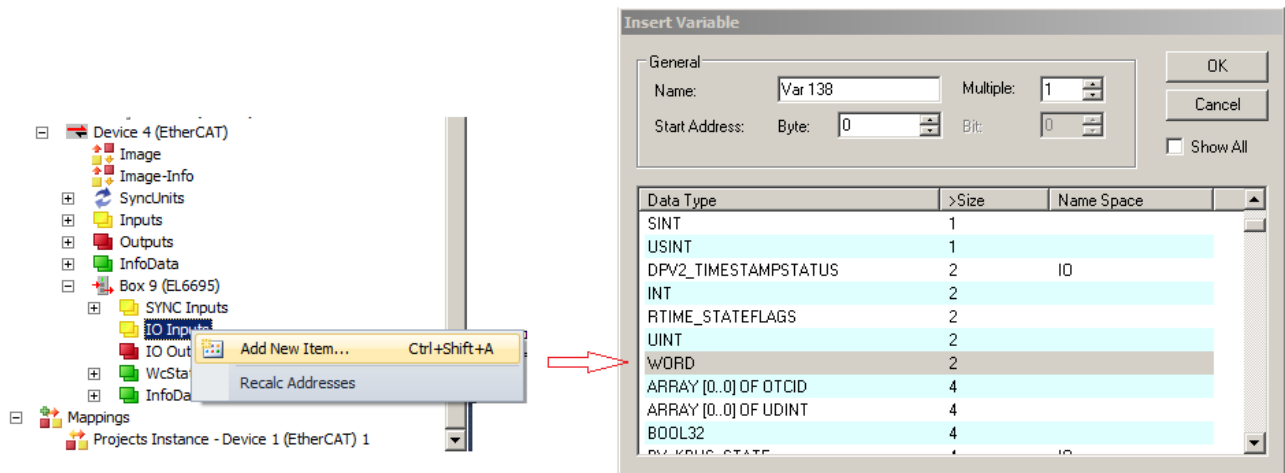 Device 4 (EtherCAT)
Image
Image-Info
SyncUnits
Inputs
Outputs
InfoData
Box 9 (EL6695)
SYNC Inputs
IO Inputs
IO Out
WcSta
InfoDa
Add New Item... Ctrl+Shift+A
Recalc Addresses
Mappings
Projects Instance - Device 1 (EtherCAT) 1
Insert Variable
General
Name: Var 138 Multiple: 1
Start Address: Byte: 0 Bit: 0
OK
Cancel
Show All
Data Type >Size Name Space
SINT 1
USINT 1
DPV2_TIMESTAMPSTATUS 2 IO
INT 2
RTIME_STATEFLAGS 2
UINT 2
WORD 2
ARRAY [0..0] OF OTCID 4
ARRAY [0..0] OF UDINT 4
BOOL32 4